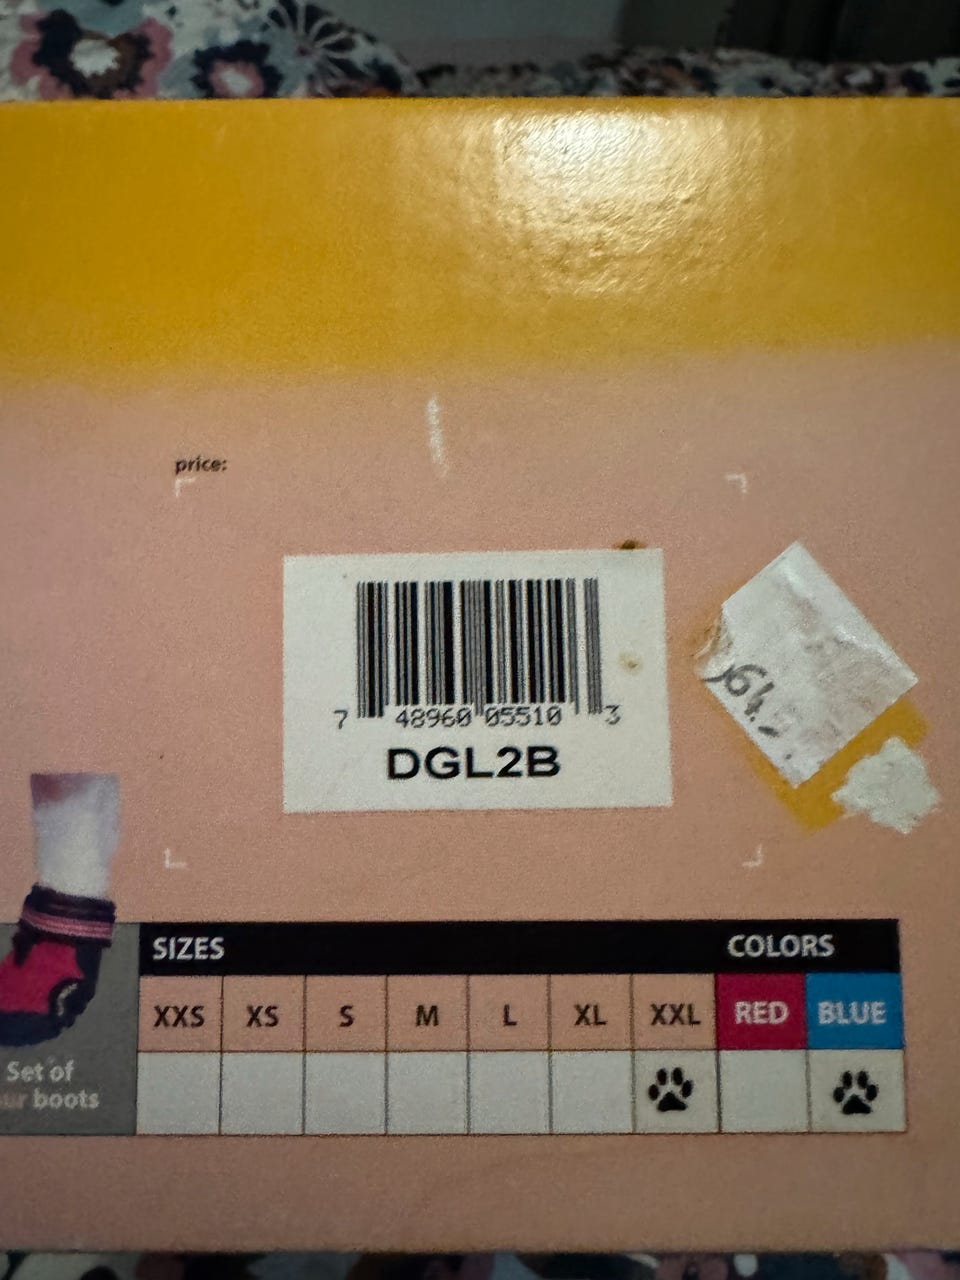 price:
7 48960 05510 3
DGL2B
SIZES COLORS
XXS XS S M L XL XXL RED BLUE
Set of
boots